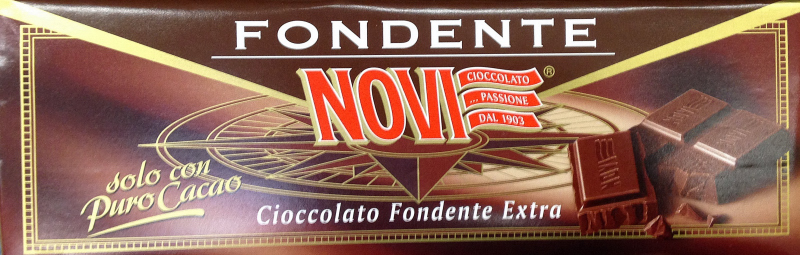 FONDENTE
NOVI
CIOCCOLATO
... PASSIONE
DAL 1903
®
solo con
Puro Cacao
Cioccolato Fondente Extra